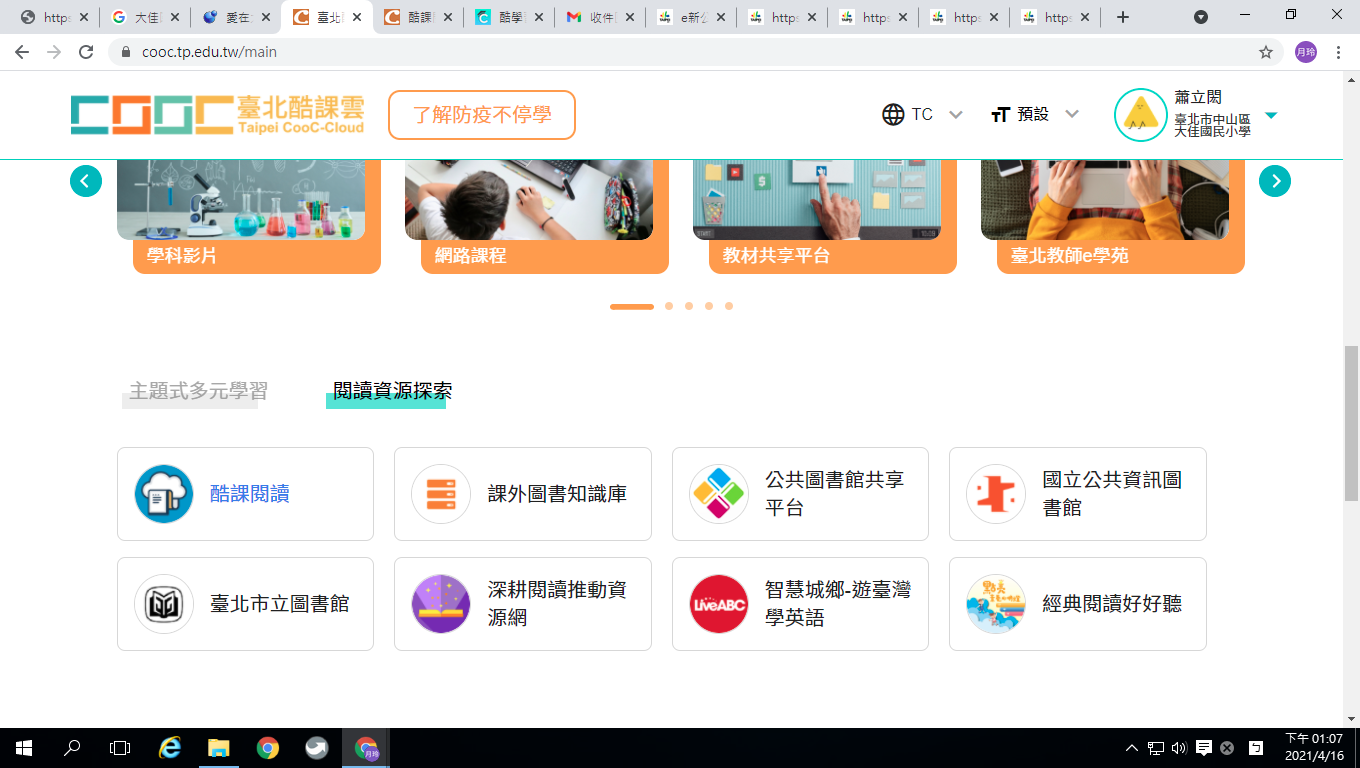 https
大佳
愛在
臺北
酷課
酷學
收件
e新公
https
https
https
https
cooc.tp.edu.tw/main
月玲
COOC
臺北酷課雲
Taipei CooC-Cloud
了解防疫不停學
TC
預設
蕭立閎
臺北市中山區
大佳國民小學
學科影片
網路課程
教材共享平台
臺北教師e學苑
主題式多元學習
閱讀資源探索
酷課閱讀
課外圖書知識庫
公共圖書館共享
平台
國立公共資訊圖
書館
臺北市立圖書館
深耕閱讀推動資
源網
LiveABC
智慧城鄉-遊臺灣
學英語
經典閱讀好好聽
月玲
ㄅ
下午 01:07
2021/4/16